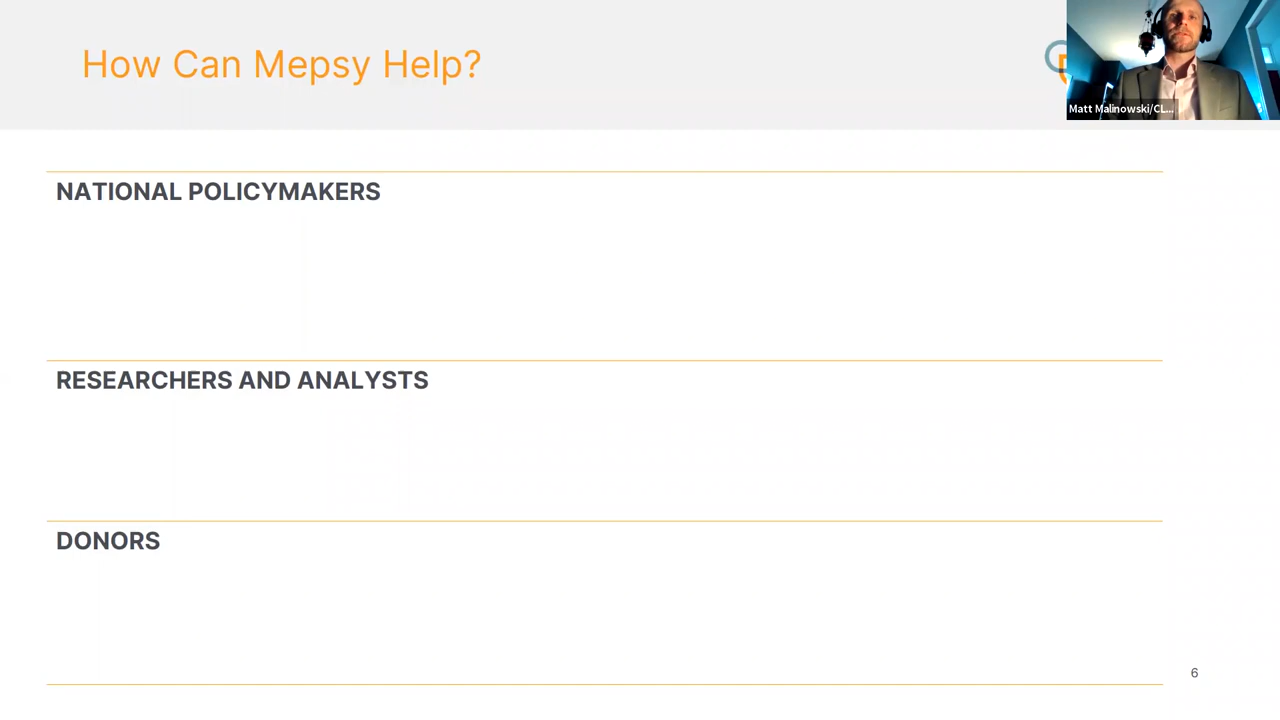 How Can Mepsy Help?
Matt Malinowski/CL...
NATIONAL POLICYMAKERS
RESEARCHERS AND ANALYSTS
DONORS
6